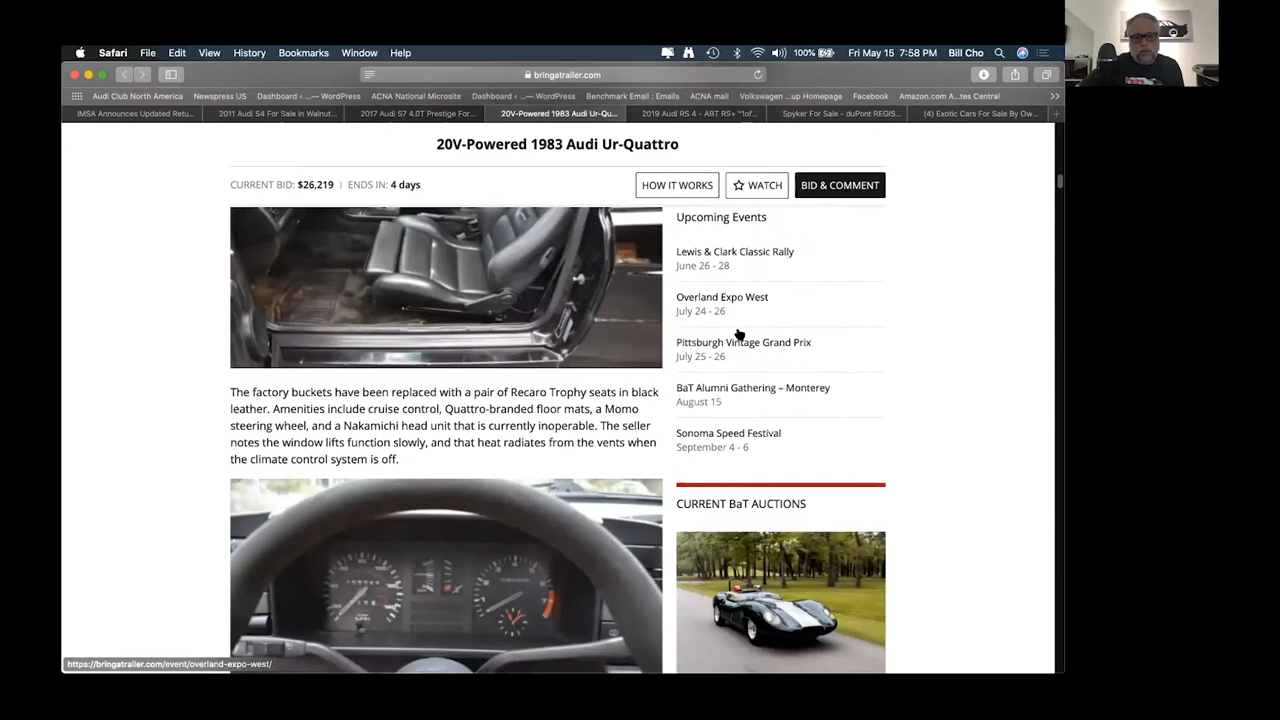 Safari File Edit View History Bookmarks Window Help 100% Fri May 15 7:58 PM Bill Cho
bringatrailer.com
Audi Club North America Newspress US Dashboard ‹ ...— WordPress ACNA National Microsite Dashboard ‹ ...— WordPress Benchmark Email : Emails ACNA mail Volkswagen ...up Homepage Facebook Amazon.com A...tes Central
IMSA Announces Updated Retu... 2011 Audi S4 For Sale in Walnut... 2017 Audi S7 4.0T Prestige For... 20V-Powered 1983 Audi Ur-Qu... 2019 Audi RS 4 - ABT RS+ "1of... Spyker For Sale - duPont REGIS... (4) Exotic Cars For Sale By Ow...
20V-Powered 1983 Audi Ur-Quattro
CURRENT BID: $26,219 | ENDS IN: 4 days
HOW IT WORKS
WATCH
BID & COMMENT
The factory buckets have been replaced with a pair of Recaro Trophy seats in black
leather. Amenities include cruise control, Quattro-branded floor mats, a Momo
steering wheel, and a Nakamichi head unit that is currently inoperable. The seller
notes the window lifts function slowly, and that heat radiates from the vents when
the climate control system is off.
Upcoming Events
Lewis & Clark Classic Rally
June 26 - 28
Overland Expo West
July 24 - 26
Pittsburgh Vintage Grand Prix
July 25 - 26
BaT Alumni Gathering – Monterey
August 15
Sonoma Speed Festival
September 4 - 6
CURRENT BaT AUCTIONS
https://bringatrailer.com/event/overland-expo-west/